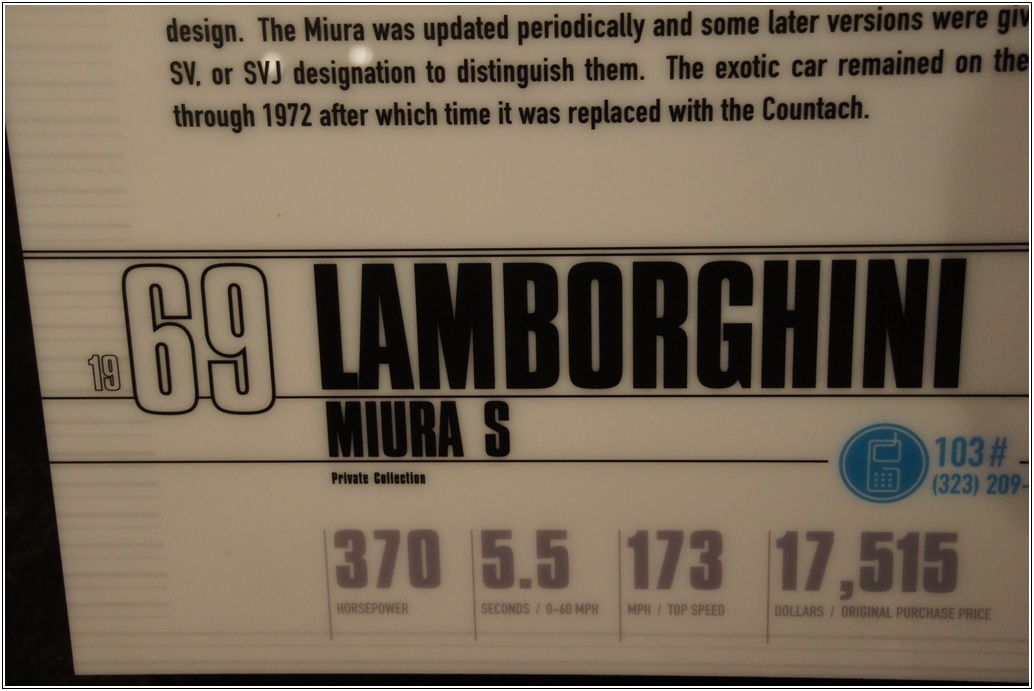 design. The Miura was updated periodically and some later versions were
SV, or SVJ designation to distinguish them. The exotic car remained on the
through 1972 after which time it was replaced with the Countach.
1969 LAMBORGHINI
MIURA S
Private Collection
103#
(323) 209-
370 5.5 173 17,515
HORSEPOWER SECONDS / 0-60 MPH MPH / TOP SPEED DOLLARS / ORIGINAL PURCHASE PRICE